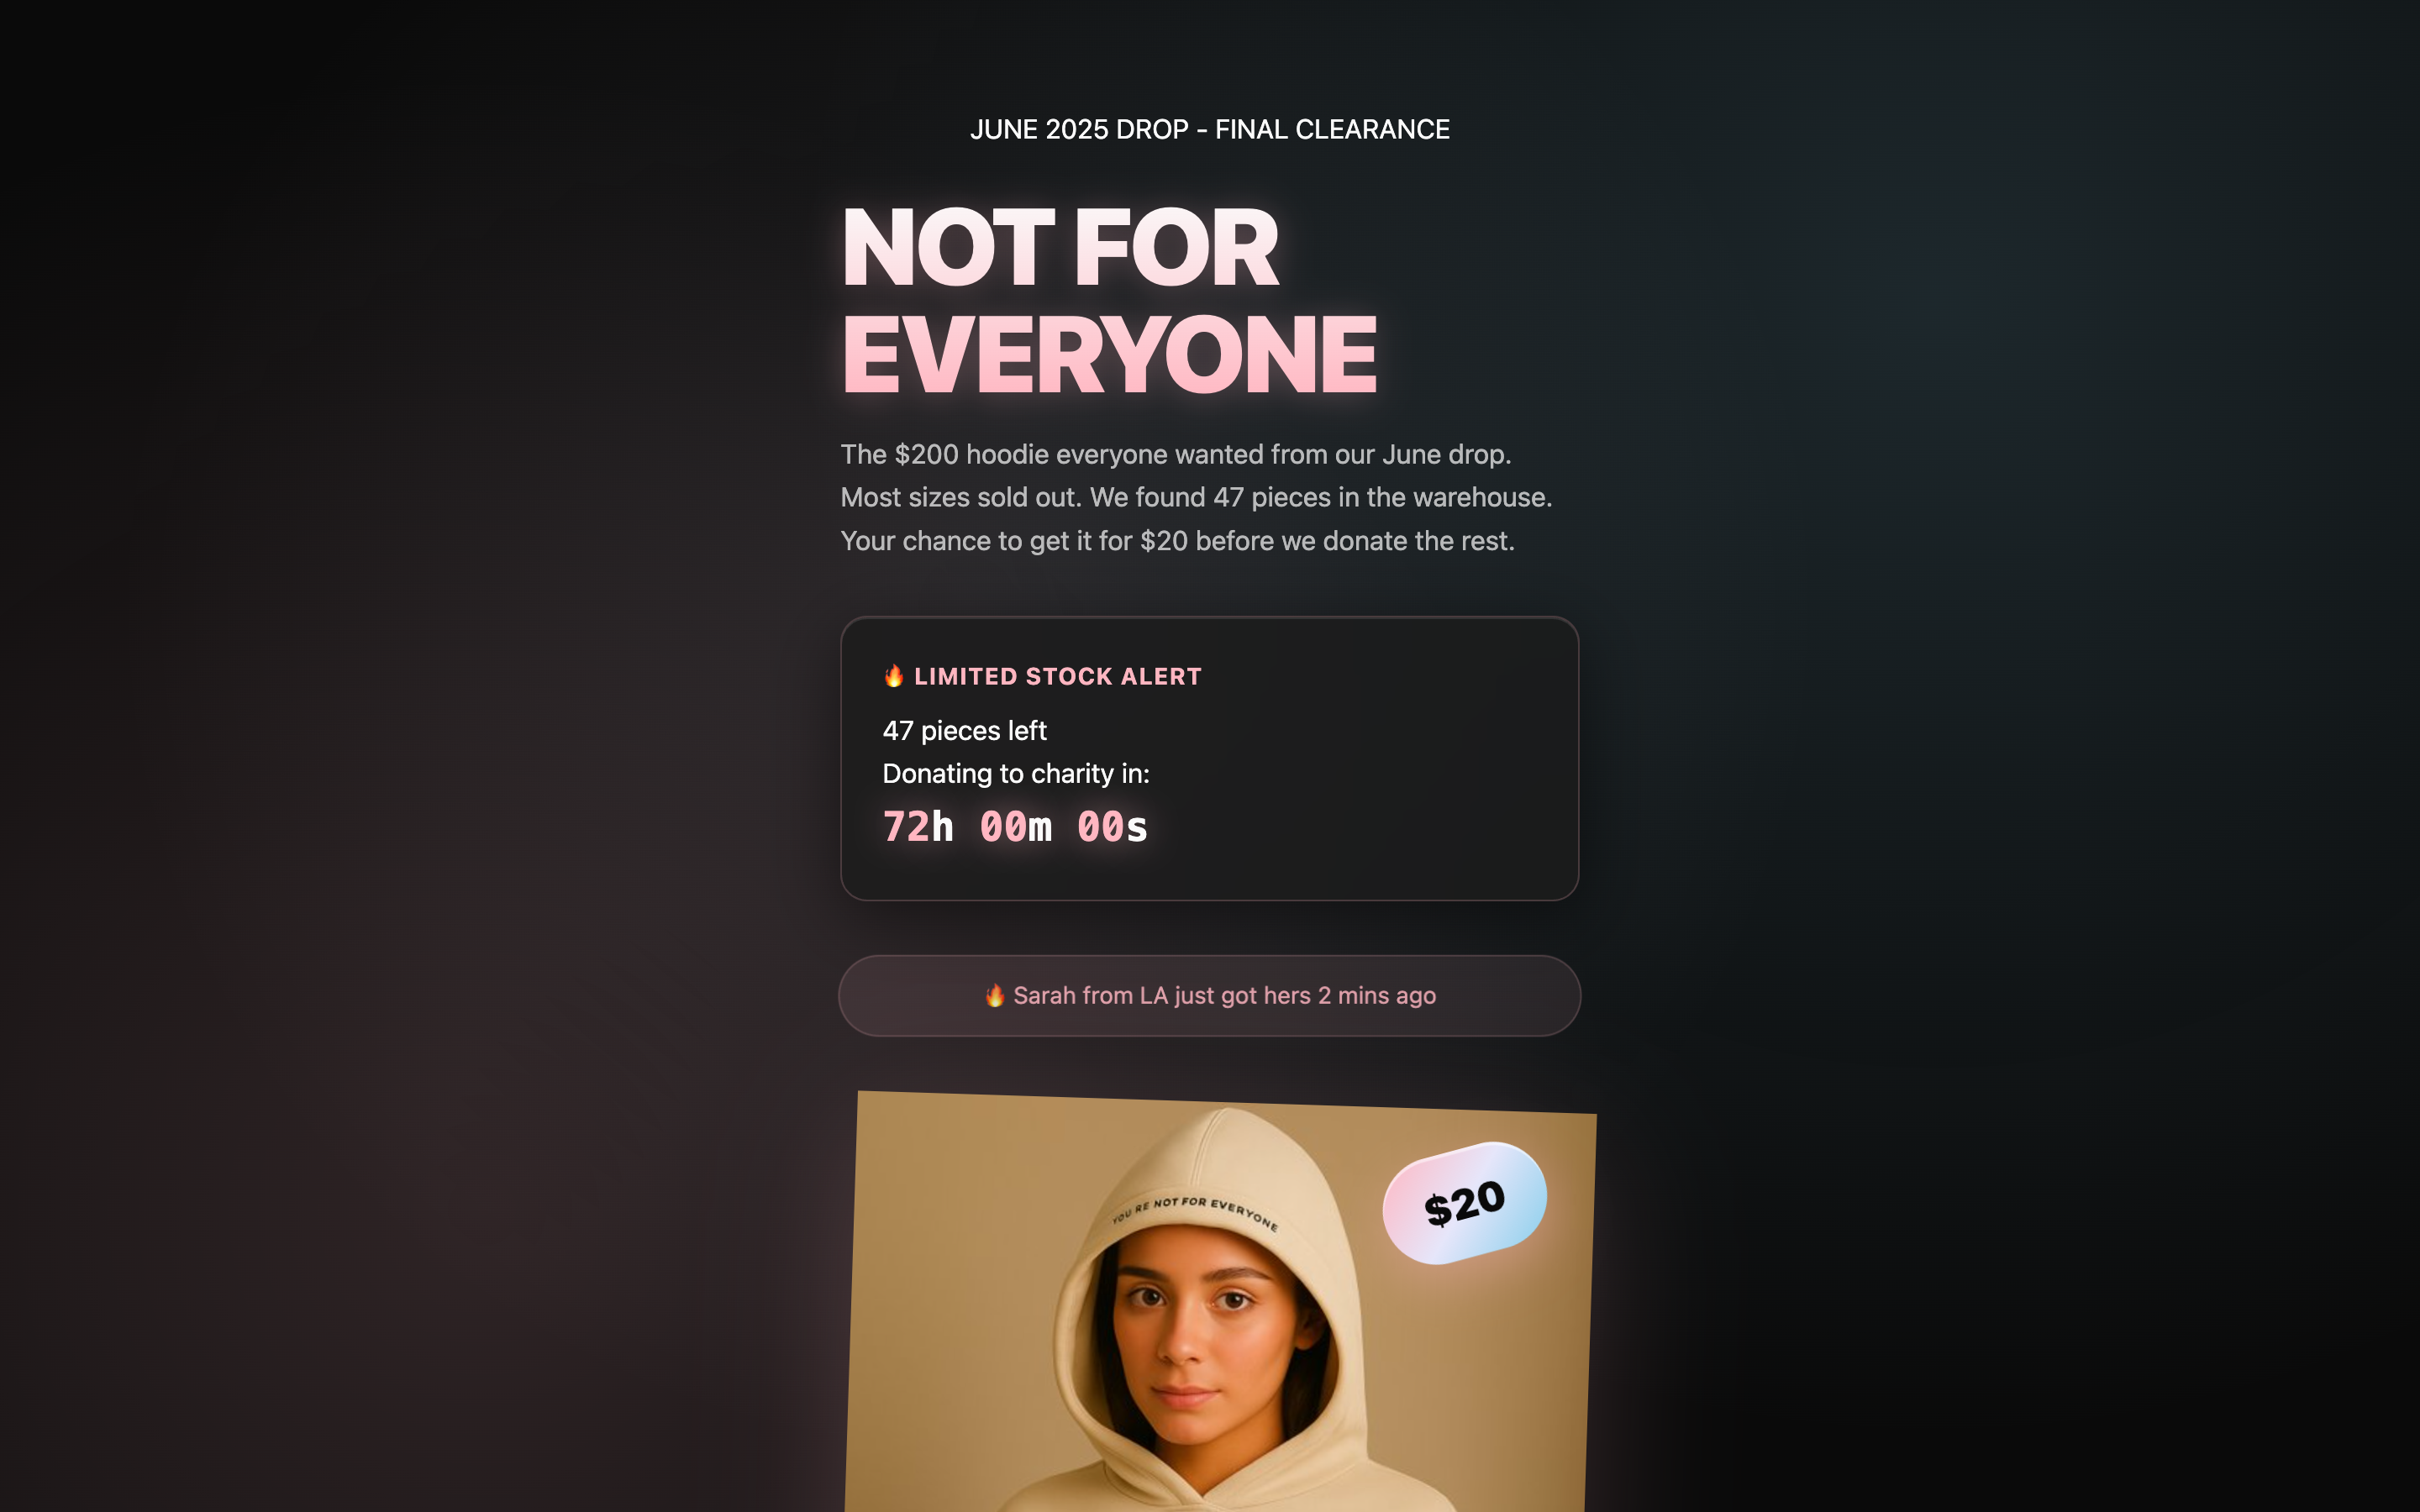 JUNE 2025 DROP - FINAL CLEARANCE
NOT FOR
EVERYONE
The $200 hoodie everyone wanted from our June drop.
Most sizes sold out. We found 47 pieces in the warehouse.
Your chance to get it for $20 before we donate the rest.
🔥 LIMITED STOCK ALERT
47 pieces left
Donating to charity in:
72h 00m 00s
🔥 Sarah from LA just got hers 2 mins ago
$20
YOU RE NOT FOR EVERYONE